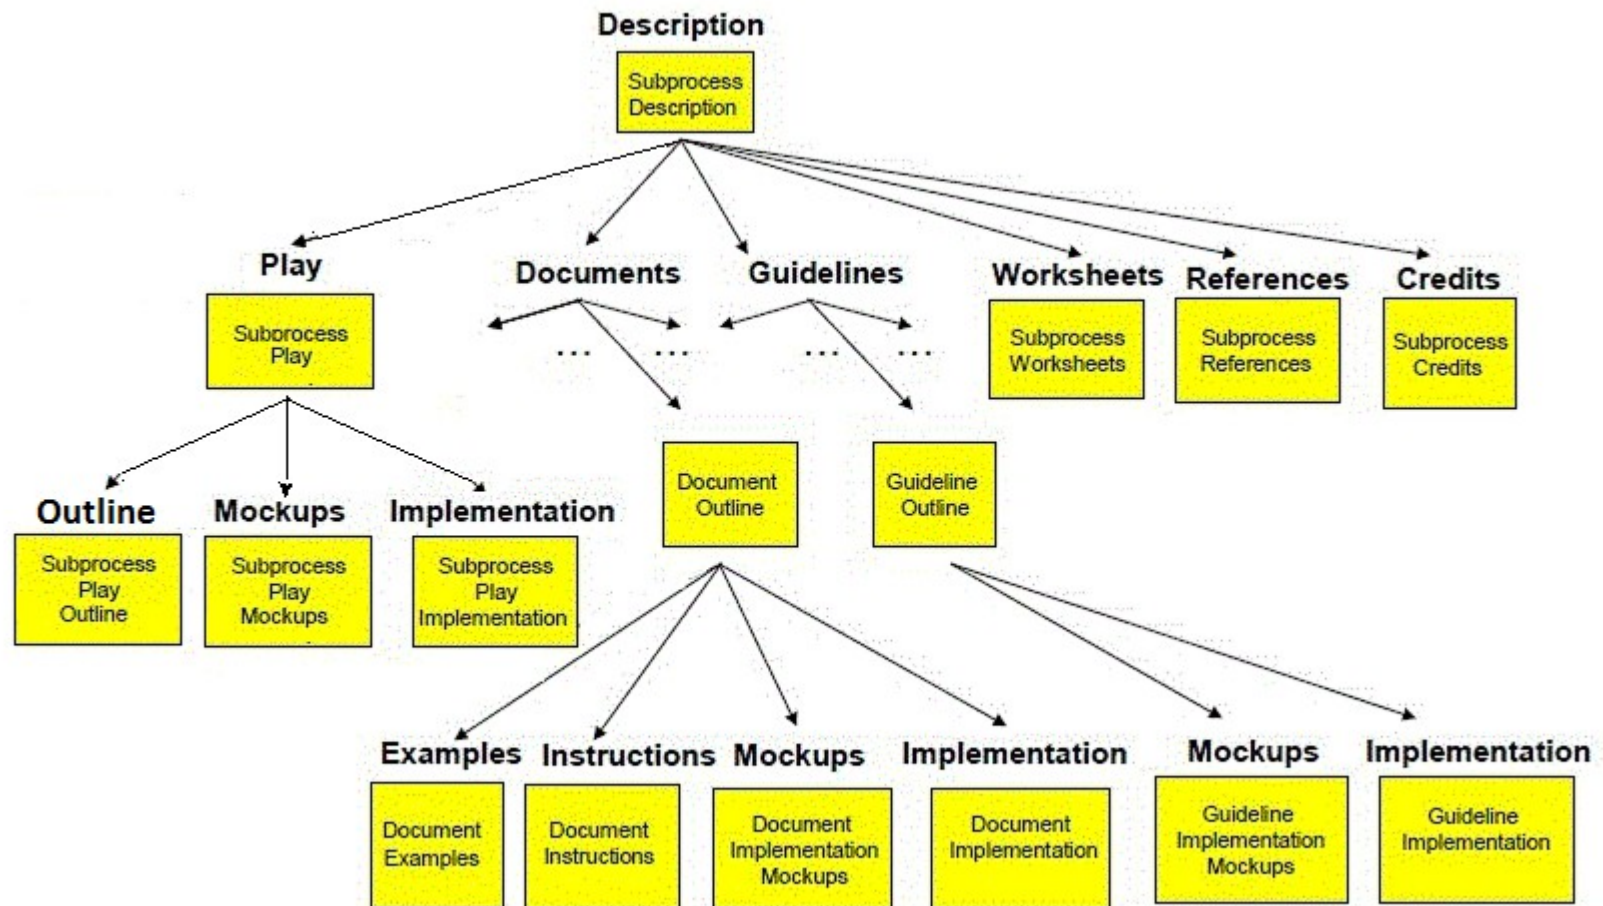 Description
Subprocess
Description
Play
Documents
Guidelines
Worksheets
References
Credits
Subprocess
Play
... ...
... ...
Subprocess
Worksheets
Subprocess
References
Subprocess
Credits
Document
Outline
Guideline
Outline
Outline
Mockups
Implementation
Subprocess
Play
Outline
Subprocess
Play
Mockups
Subprocess
Play
Implementation
Examples
Instructions
Mockups
Implementation
Mockups
Implementation
Document
Examples
Document
Instructions
Document
Implementation
Mockups
Document
Implementation
Guideline
Implementation
Mockups
Guideline
Implementation